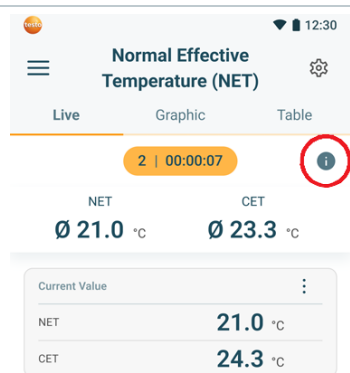 testo
12:30
Normal Effective
Temperature (NET)
Live Graphic Table
2 | 00:00:07
i
NET CET
Ø 21.0 °C Ø 23.3 °C
Current Value
NET 21.0 °C
CET 24.3 °C